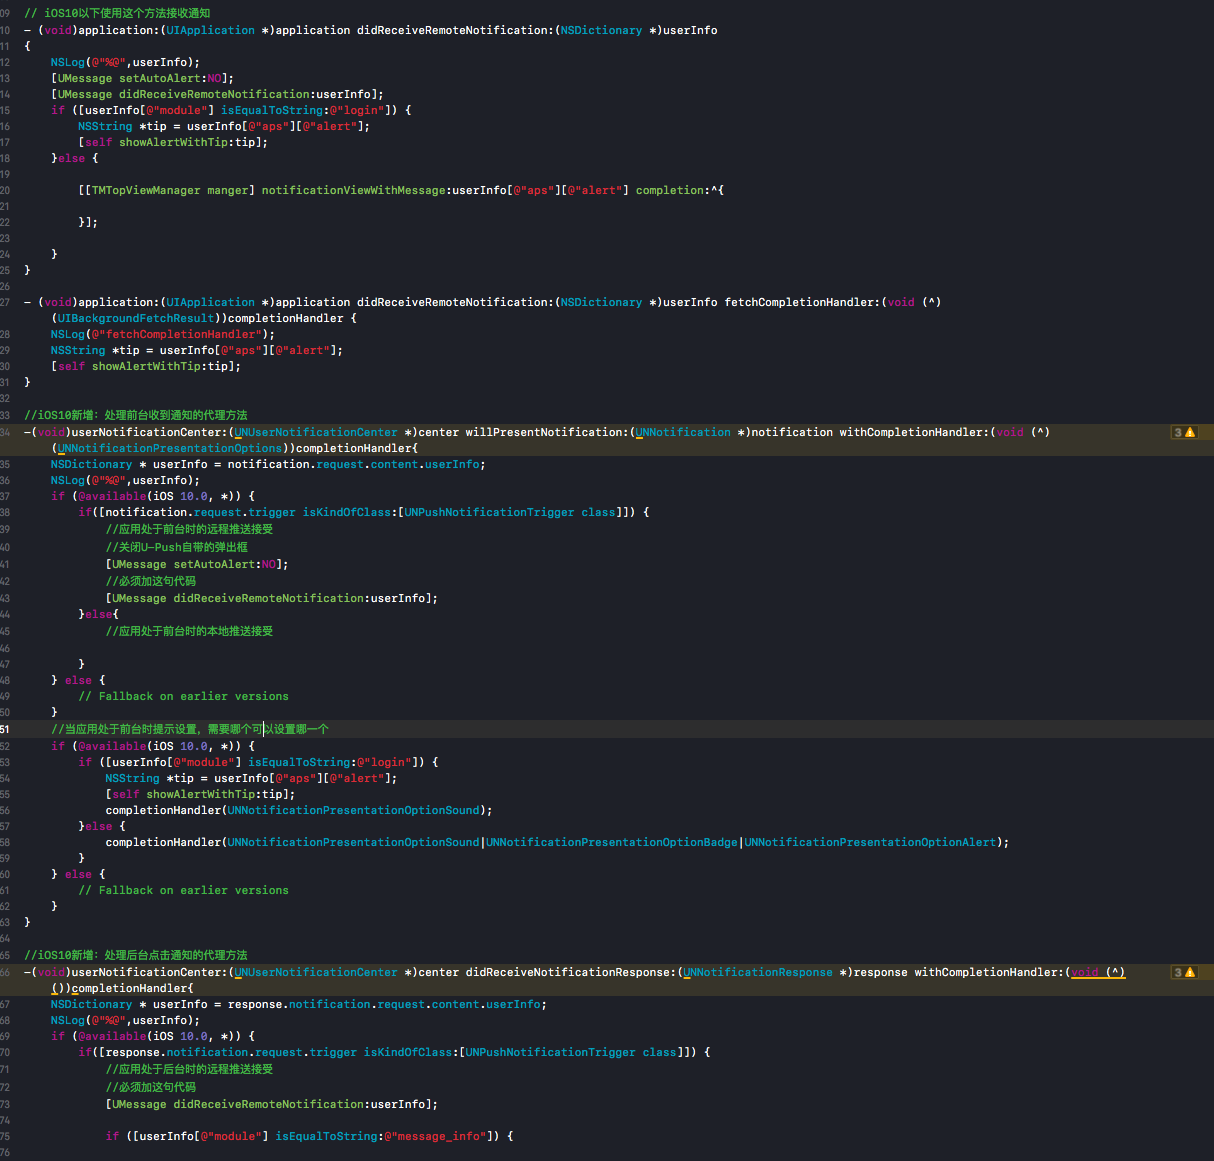 09 // iOS10以下使用这个方法接收通知
10 - (void)application:(UIApplication *)application didReceiveRemoteNotification:(NSDictionary *)userInfo
11 {
12     NSLog(@"%@",userInfo);
13     [UMessage setAutoAlert:NO];
14     [UMessage didReceiveRemoteNotification:userInfo];
15     if ([userInfo[@"module"] isEqualToString:@"login"]) {
16         NSString *tip = userInfo[@"aps"][@"alert"];
17         [self showAlertWithTip:tip];
18     }else {
19
20         [[TMTopViewManager manger] notificationViewWithMessage:userInfo[@"aps"][@"alert"] completion:^{
21
22         }];
23
24     }
25 }
26
27 - (void)application:(UIApplication *)application didReceiveRemoteNotification:(NSDictionary *)userInfo fetchCompletionHandler:(void (^)
(UIBackgroundFetchResult))completionHandler {
28     NSLog(@"fetchCompletionHandler");
29     NSString *tip = userInfo[@"aps"][@"alert"];
30     [self showAlertWithTip:tip];
31 }
32
33 //iOS10新增：处理前台收到通知的代理方法
34 -(void)userNotificationCenter:(UNUserNotificationCenter *)center willPresentNotification:(UNNotification *)notification withCompletionHandler:(void (^) 3
(UNNotificationPresentationOptions))completionHandler{
35     NSDictionary * userInfo = notification.request.content.userInfo;
36     NSLog(@"%@",userInfo);
37     if (@available(iOS 10.0, *)) {
38         if([notification.request.trigger isKindOfClass:[UNPushNotificationTrigger class]]) {
39             //应用处于前台时的远程推送接受
40             //关闭U-Push自带的弹出框
41             [UMessage setAutoAlert:NO];
42             //必须加这句代码
43             [UMessage didReceiveRemoteNotification:userInfo];
44         }else{
45             //应用处于前台时的本地推送接受
46
47         }
48     } else {
49         // Fallback on earlier versions
50     }
51     //当应用处于前台时提示设置，需要哪个可以设置哪一个
52     if (@available(iOS 10.0, *)) {
53         if ([userInfo[@"module"] isEqualToString:@"login"]) {
54             NSString *tip = userInfo[@"aps"][@"alert"];
55             [self showAlertWithTip:tip];
56             completionHandler(UNNotificationPresentationOptionSound);
57         }else {
58             completionHandler(UNNotificationPresentationOptionSound|UNNotificationPresentationOptionBadge|UNNotificationPresentationOptionAlert);
59         }
60     } else {
61         // Fallback on earlier versions
62     }
63 }
64
65 //iOS10新增：处理后台点击通知的代理方法
66 -(void)userNotificationCenter:(UNUserNotificationCenter *)center didReceiveNotificationResponse:(UNNotificationResponse *)response withCompletionHandler:(void (^) 3
())completionHandler{
67     NSDictionary * userInfo = response.notification.request.content.userInfo;
68     NSLog(@"%@",userInfo);
69     if (@available(iOS 10.0, *)) {
70         if([response.notification.request.trigger isKindOfClass:[UNPushNotificationTrigger class]]) {
71             //应用处于后台时的远程推送接受
72             //必须加这句代码
73             [UMessage didReceiveRemoteNotification:userInfo];
74
75             if ([userInfo[@"module"] isEqualToString:@"message_info"]) {
76